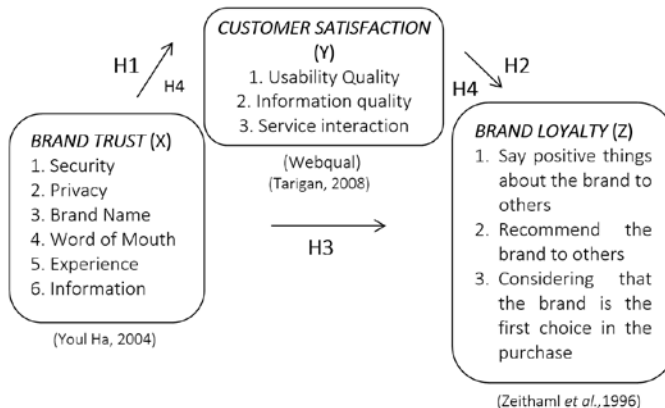 CUSTOMER SATISFACTION
(Y)
1. Usability Quality
2. Information quality
3. Service interaction
(Webqual)
(Tarigan, 2008)
H1
H4
H2
H4
BRAND TRUST (X)
1. Security
2. Privacy
3. Brand Name
4. Word of Mouth
5. Experience
6. Information
(Youl Ha, 2004)
H3
BRAND LOYALTY (Z)
1. Say positive things
about the brand to
others
2. Recommend the
brand to others
3. Considering that
the brand is the
first choice in the
purchase
(Zeithaml et al.,1996)